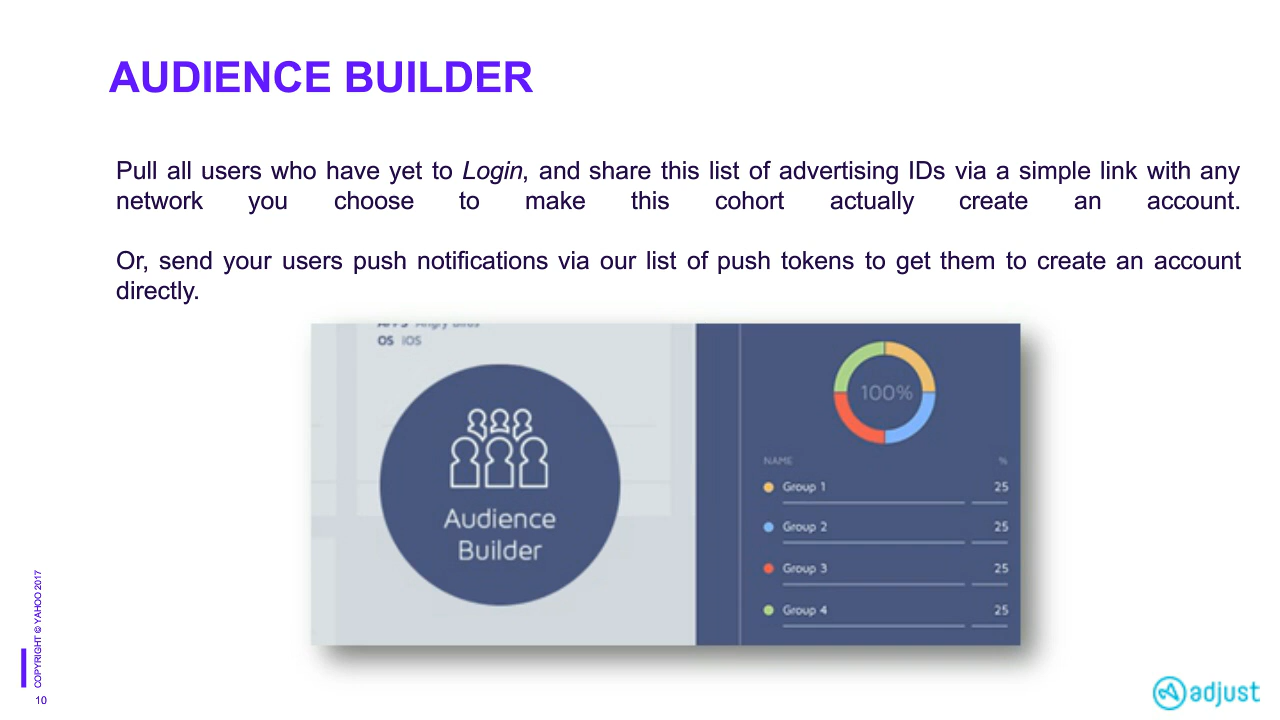 AUDIENCE BUILDER
Pull all users who have yet to Login, and share this list of advertising IDs via a simple link with any
network you choose to make this cohort actually create an account.
Or, send your users push notifications via our list of push tokens to get them to create an account
directly.
OS iOS
Audience
Builder
100%
NAME %
Group 1 25
Group 2 25
Group 3 25
Group 4 25
COPYRIGHT © YAHOO 2017
10
adjust